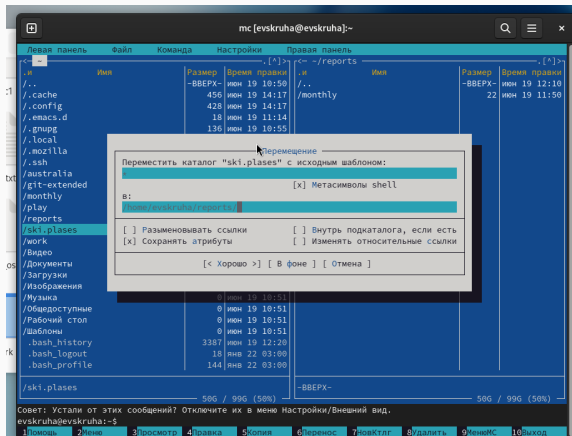 mc [evskruha@evskruha]:~
Левая панель Файл Команда Настройки Правая панель
<— ~ .[^]> <— ~/reports .[^]>
.и Имя Размер Время правки .и Имя Размер Время правки
/.. -ВВЕРХ- июн 19 10:50 /.. -ВВЕРХ- июн 19 12:10
/.cache 456 июн 19 14:17 /monthly 22 июн 19 11:50
/.config 428 июн 19 14:17
/.emacs.d 18 июн 19 11:14
/.gnupg 136 июн 19 10:55
/.local
/.mozilla
/.ssh
/australia
/git-extended
/monthly
/play
/reports
/ski.plases
/work
/Видео
/Документы
/Загрузки
/Изображения
/Музыка 0 июн 19 10:51
/Общедоступные 0 июн 19 10:51
/Рабочий стол 0 июн 19 10:51
/Шаблоны 0 июн 19 10:51
.bash_history 3387 июн 19 12:20
.bash_logout 18 янв 22 03:00
.bash_profile 144 янв 22 03:00
Перемещение
Переместить каталог "ski.plases" с исходным шаблоном:
[x] Метасимволы shell
в:
/home/evskruha/reports/
[ ] Разыменовывать ссылки [ ] Внутрь подкаталога, если есть
[x] Сохранять атрибуты [ ] Изменять относительные ссылки
[< Хорошо >] [ В фоне ] [ Отмена ]
/ski.plases -ВВЕРХ-
50G / 99G (50%) 50G / 99G (50%)
Совет: Устали от этих сообщений? Отключите их в меню Настройки/Внешний вид.
evskruha@evskruha:~$
1Помощь 2Меню 3Просмотр 4Правка 5Копия 6Перенос 7НовКтлг 8Удалить 9МенюMC 10Выход